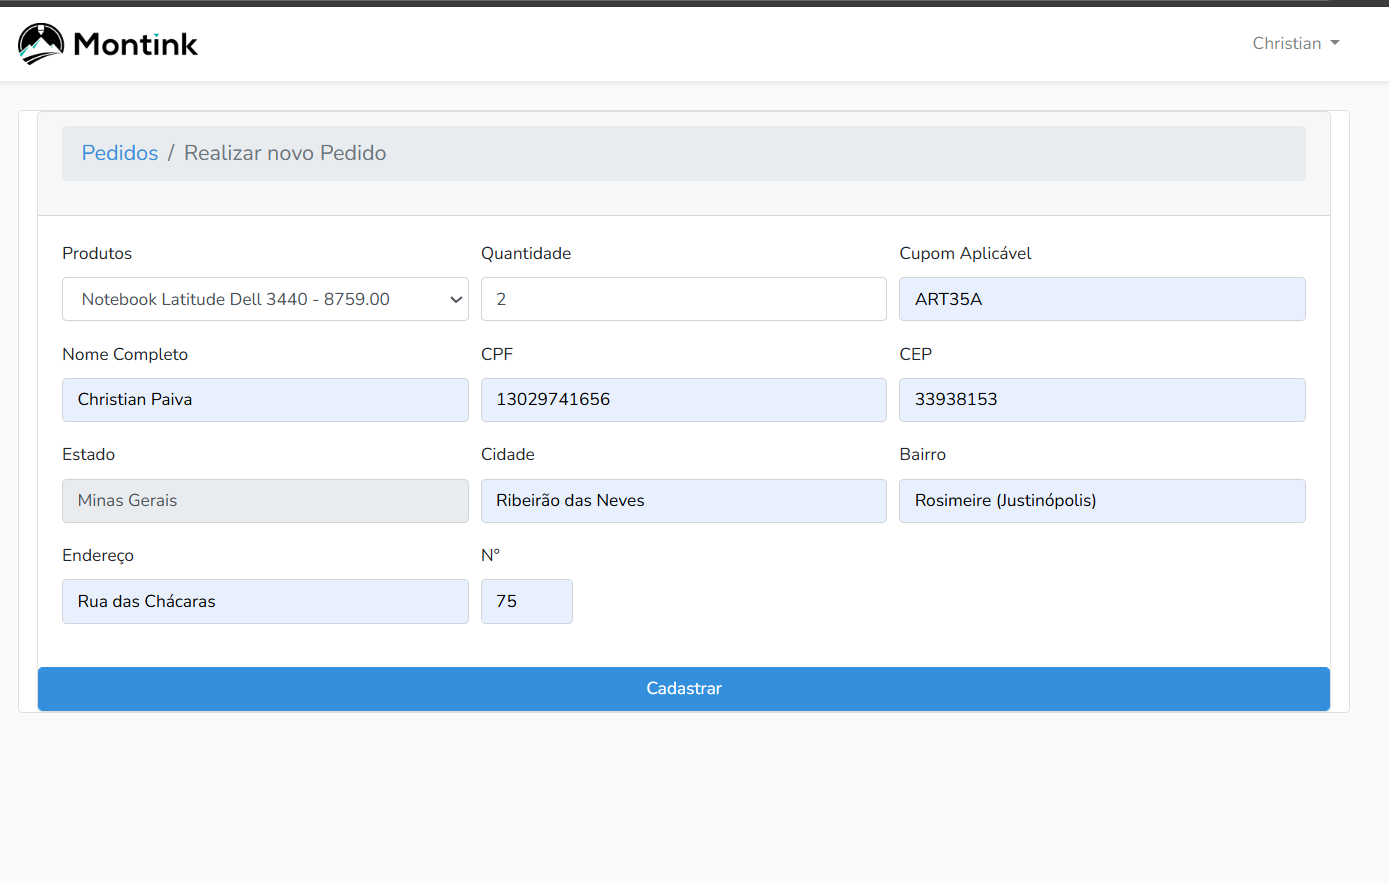 Montink
Christian
Pedidos / Realizar novo Pedido
Produtos Quantidade Cupom Aplicável
Notebook Latitude Dell 3440 - 8759.00 2 ART35A
Nome Completo CPF CEP
Christian Paiva 13029741656 33938153
Estado Cidade Bairro
Minas Gerais Ribeirão das Neves Rosimeire (Justinópolis)
Endereço Nº
Rua das Chácaras 75
Cadastrar